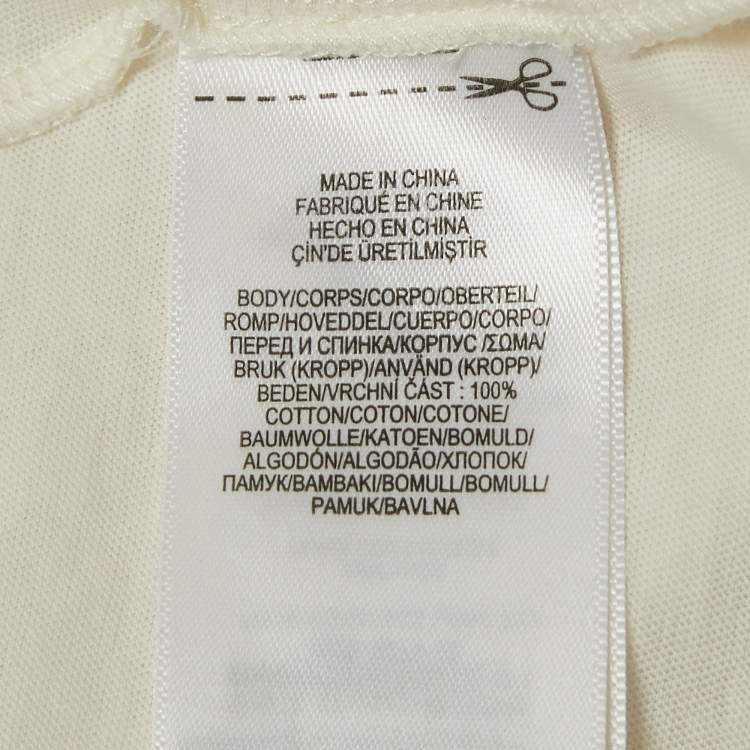 MADE IN CHINA
FABRIQUÉ EN CHINE
HECHO EN CHINA
ÇİN'DE ÜRETİLMİŞTİR
BODY/CORPS/CORPO/OBERTEIL/
ROMP/HOVEDDEL/CUERPO/CORPO/
ПЕРЕД И СПИНКА/КОРПУС /ΣΩΜΑ/
BRUK (KROPP)/ANVÄND (KROPP)/
BEDEN/VRCHNÍ ČÁST : 100%
COTTON/COTON/COTONE/
BAUMWOLLE/KATOEN/BOMULD/
ALGODÓN/ALGODÃO/ХЛОПОК/
ПАМУК/BAMBAKI/BOMULL/BOMULL/
PAMUK/BAVLNA